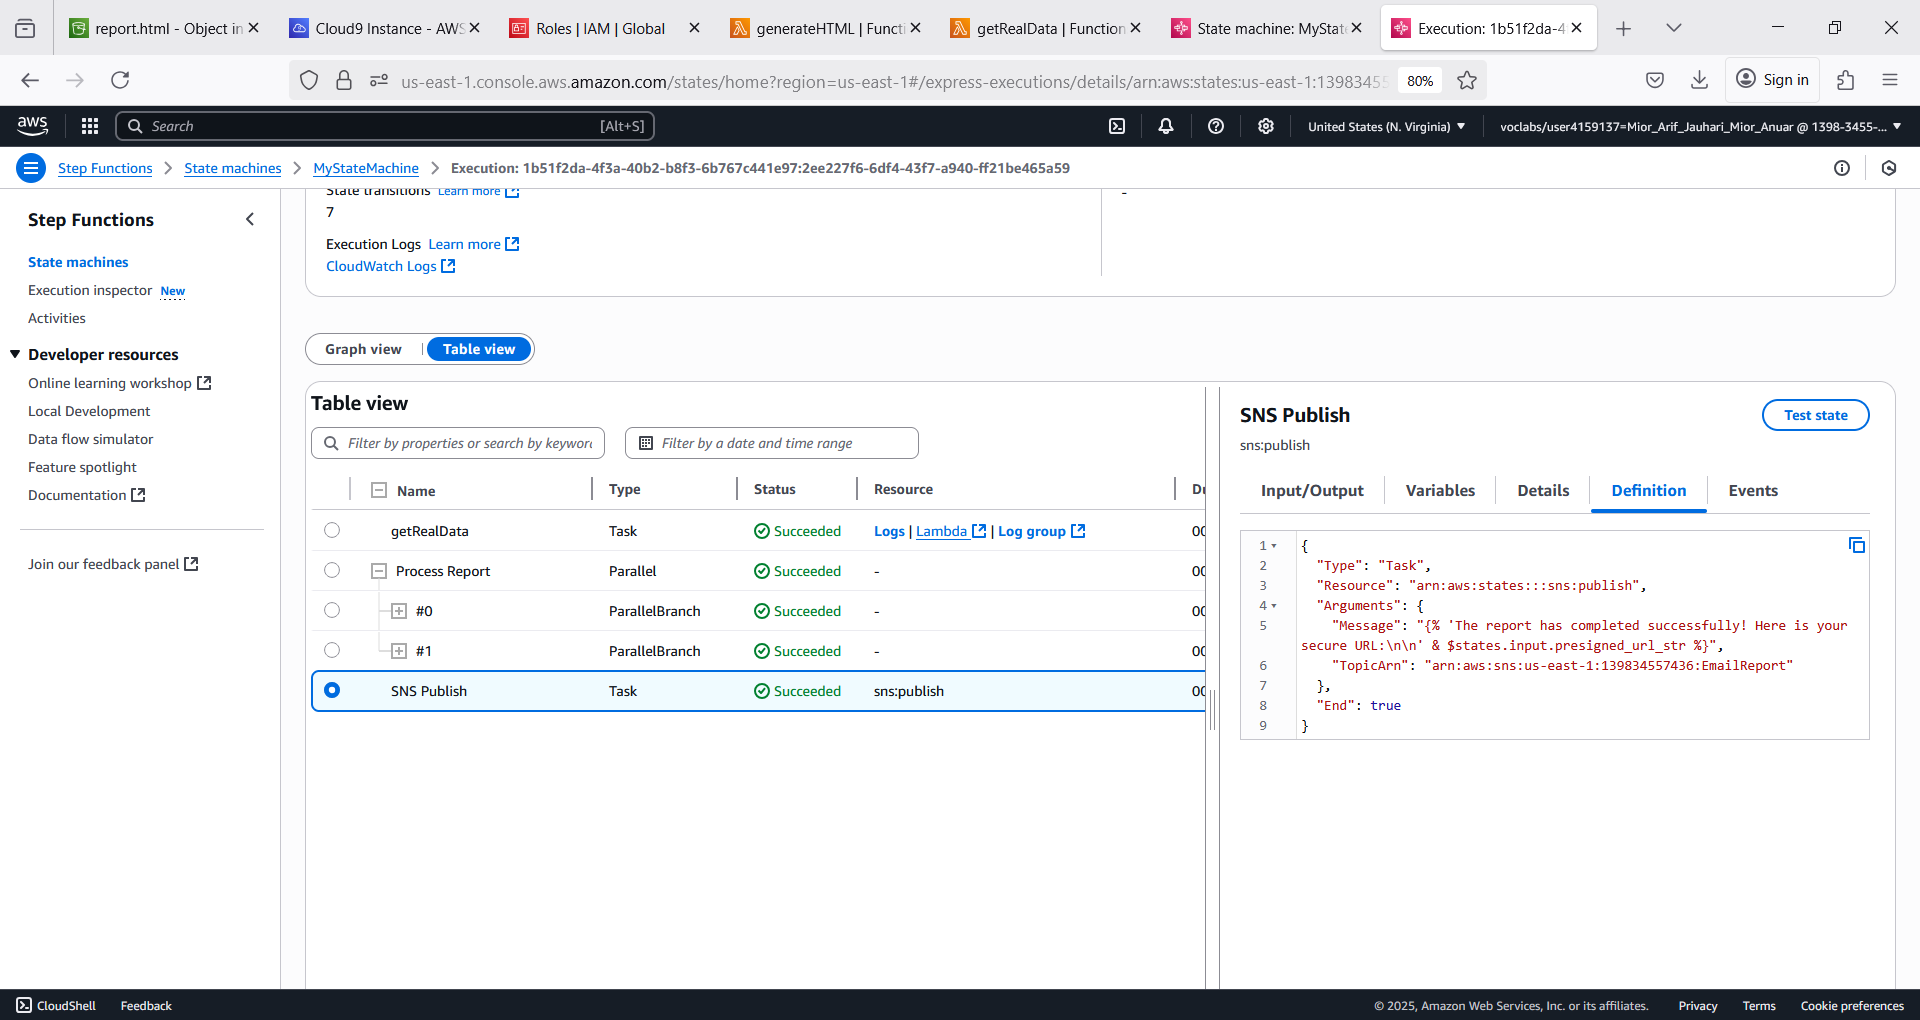 report.html - Object in
Cloud9 Instance - AWS
Roles | IAM | Global
generateHTML | Functi
getRealData | Function
State machine: MyState
Execution: 1b51f2da-4
us-east-1.console.aws.amazon.com/states/home?region=us-east-1#/express-executions/details/arn:aws:states:us-east-1:1398345
80%
Sign in
aws
Search
[Alt+S]
United States (N. Virginia)
voclabs/user4159137=Mior_Arif_Jauhari_Mior_Anuar @ 1398-3455-...
Step Functions
State machines
MyStateMachine
Execution: 1b51f2da-4f3a-40b2-b8f3-6b767c441e97:2ee227f6-6df4-43f7-a940-ff21be465a59
Step Functions
State machines
Execution inspector New
Activities
Developer resources
Online learning workshop
Local Development
Data flow simulator
Feature spotlight
Documentation
Join our feedback panel
State transitions Learn more
7
-
Execution Logs Learn more
CloudWatch Logs
Graph view
Table view
Table view
Filter by properties or search by keyword
Filter by a date and time range
Name Type Status Resource Du
getRealData Task Succeeded Logs | Lambda | Log group 00
Process Report Parallel Succeeded - 00
#0 ParallelBranch Succeeded - 00
#1 ParallelBranch Succeeded - 00
SNS Publish Task Succeeded sns:publish 00
SNS Publish
Test state
sns:publish
Input/Output
Variables
Details
Definition
Events
1 {
2 "Type": "Task",
3 "Resource": "arn:aws:states:::sns:publish",
4 "Arguments": {
5 "Message": "{% 'The report has completed successfully! Here is your
secure URL:\n\n' & $states.input.presigned_url_str %}",
6 "TopicArn": "arn:aws:sns:us-east-1:139834557436:EmailReport"
7 },
8 "End": true
9 }
CloudShell
Feedback
© 2025, Amazon Web Services, Inc. or its affiliates.
Privacy
Terms
Cookie preferences